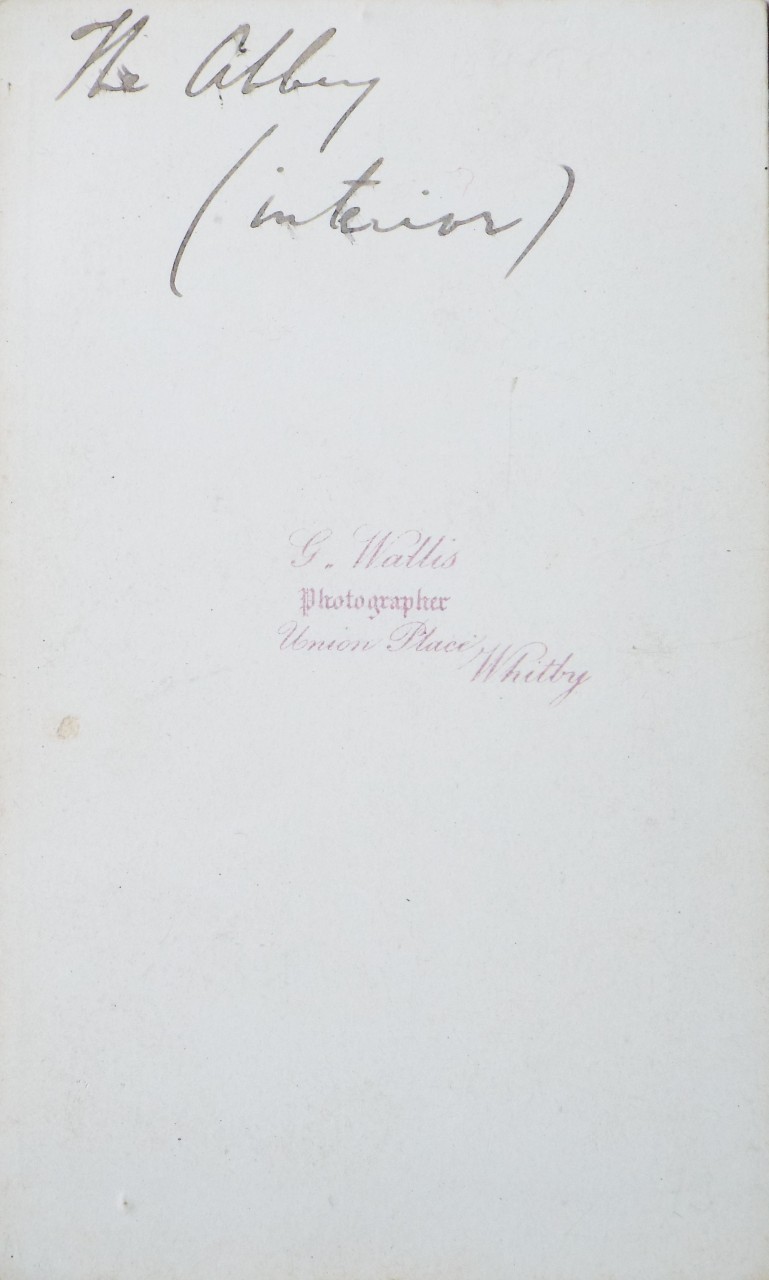 The Abbey
(interior)
G. Wallis
Photographer
Union Place,
Whitby